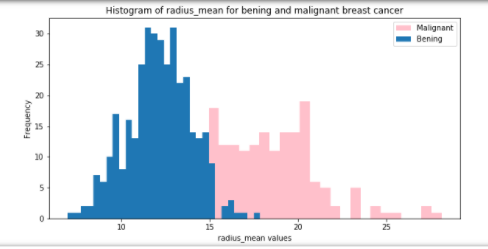 Histogram of radius_mean for bening and malignant breast cancer
Malignant
Bening
Frequency
30
25
20
15
10
5
0
10
15
20
25
radius_mean values